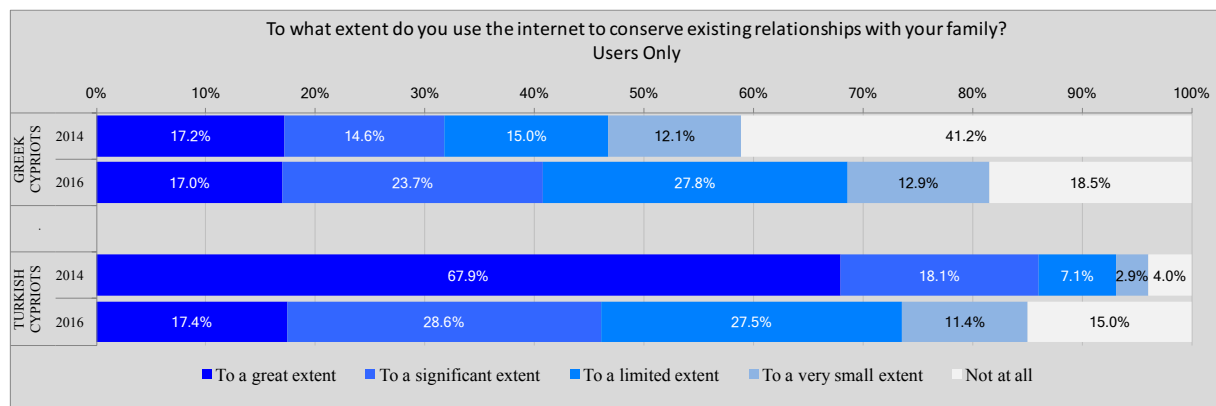 To what extent do you use the internet to conserve existing relationships with your family?
Users Only
0% 10% 20% 30% 40% 50% 60% 70% 80% 90% 100%
GREEK CYPRIOTS
2014 17.2% 14.6% 15.0% 12.1% 41.2%
2016 17.0% 23.7% 27.8% 12.9% 18.5%
.
TURKISH CYPRIOTS
2014 67.9% 18.1% 7.1% 2.9% 4.0%
2016 17.4% 28.6% 27.5% 11.4% 15.0%
To a great extent To a significant extent To a limited extent To a very small extent Not at all